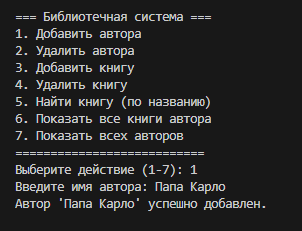 === Библиотечная система ===
1. Добавить автора
2. Удалить автора
3. Добавить книгу
4. Удалить книгу
5. Найти книгу (по названию)
6. Показать все книги автора
7. Показать всех авторов
===========================
Выберите действие (1-7): 1
Введите имя автора: Папа Карло
Автор 'Папа Карло' успешно добавлен.